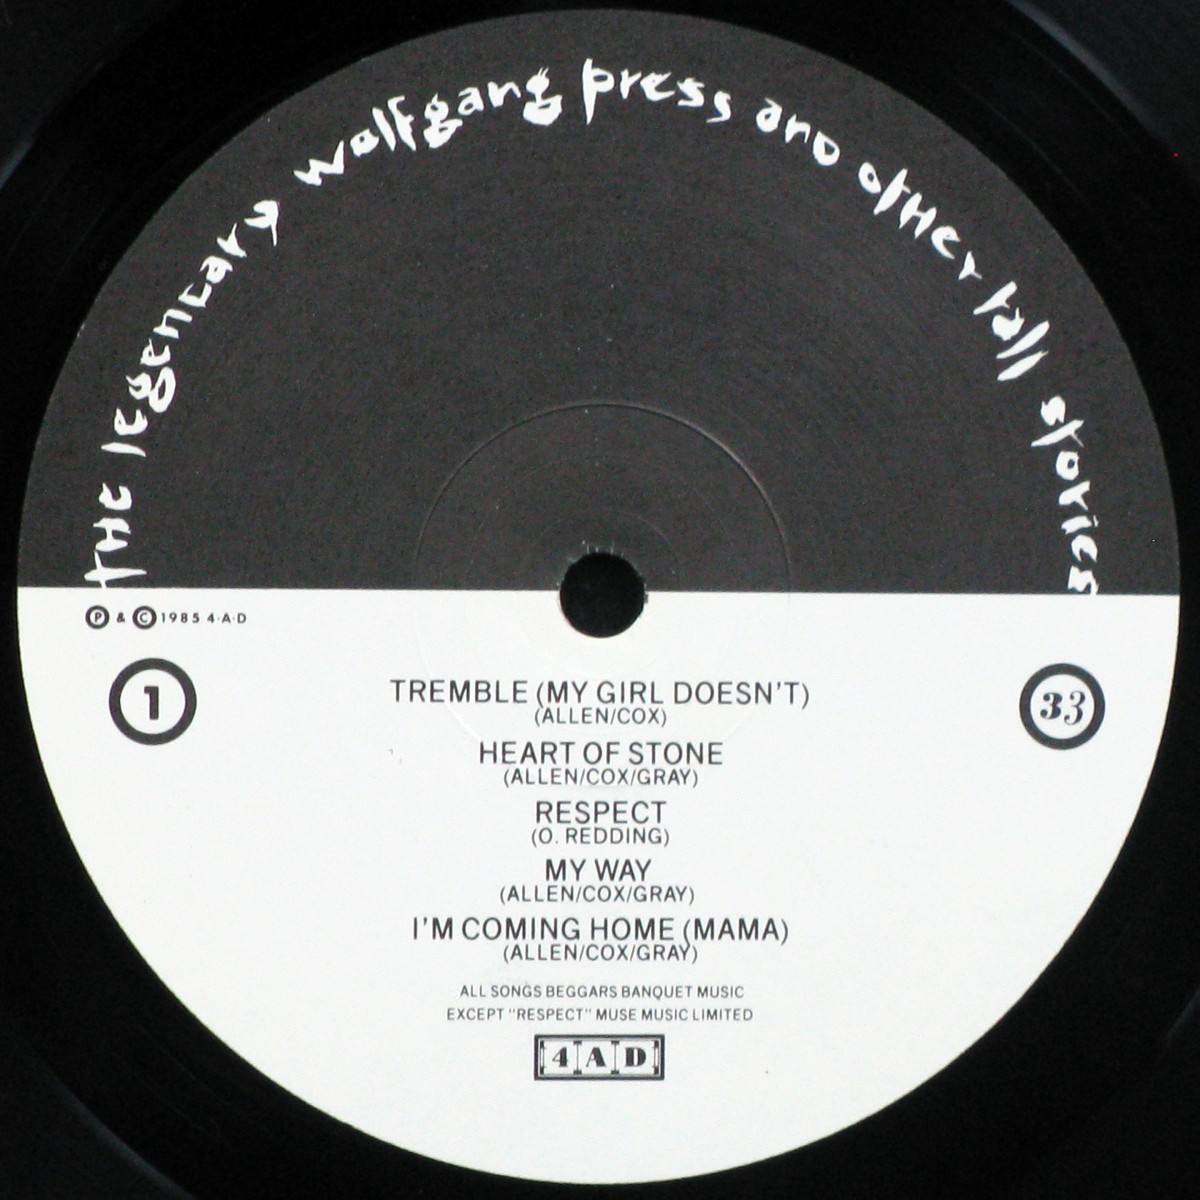 the legendary wolfgang press and other tall stories
Ⓟ & © 1985 4·A·D
1
33
TREMBLE (MY GIRL DOESN'T)
(ALLEN/COX)
HEART OF STONE
(ALLEN/COX/GRAY)
RESPECT
(O. REDDING)
MY WAY
(ALLEN/COX/GRAY)
I'M COMING HOME (MAMA)
(ALLEN/COX/GRAY)
ALL SONGS BEGGARS BANQUET MUSIC
EXCEPT "RESPECT" MUSE MUSIC LIMITED
4AD